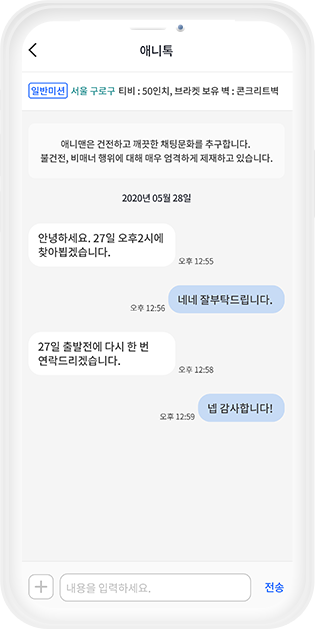 애니톡
일반미션 서울 구로구 티비 : 50인치, 브라켓 보유 벽 : 콘크리트벽
애니맨은 건전하고 깨끗한 채팅문화를 추구합니다.
불건전, 비매너 행위에 대해 매우 엄격하게 제재하고 있습니다.
2020년 05월 28일
안녕하세요. 27일 오후2시에
찾아뵙겠습니다.
오후 12:55
네네 잘부탁드립니다.
오후 12:56
27일 출발전에 다시 한 번
연락드리겠습니다.
오후 12:58
넵 감사합니다!
오후 12:59
내용을 입력하세요.
전송